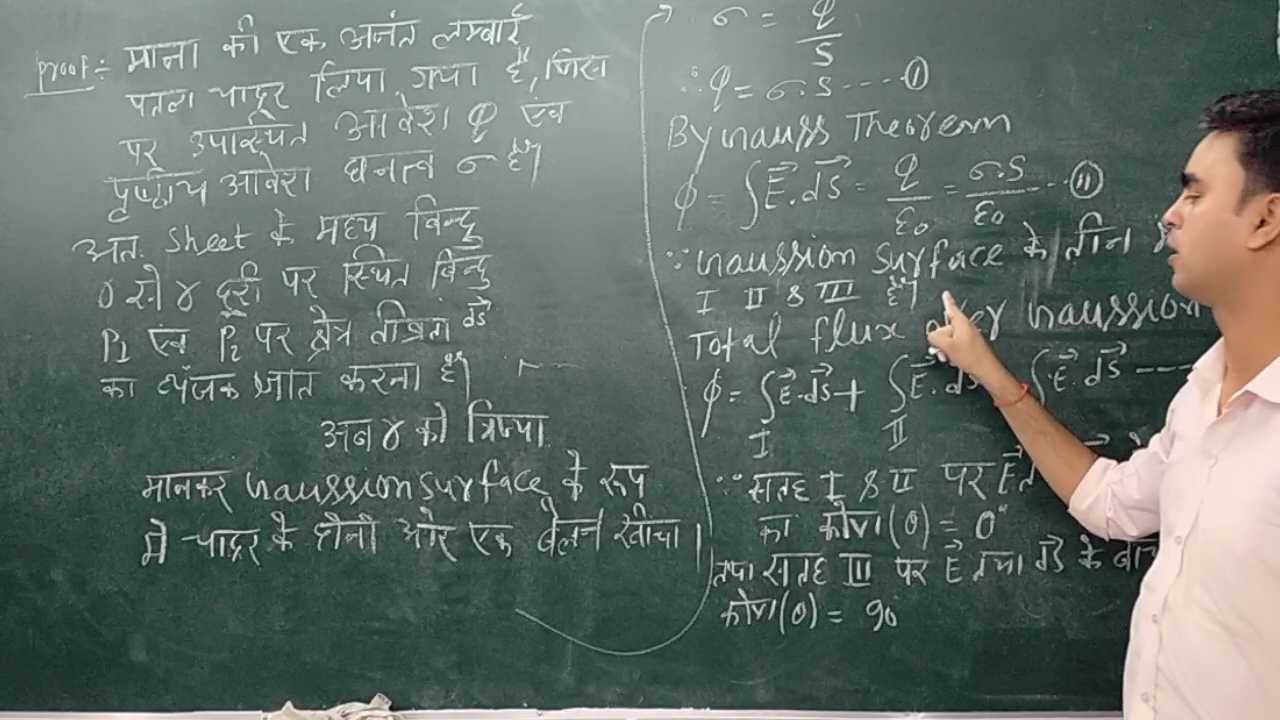 Proof:- माना की एक अनंत लम्बाई
पतला चादर लिया गया है, जिस
पर उपास्थित आवेश q एवं
पृष्ठीय आवेश घनत्व σ है।
अतः Sheet के मध्य बिन्दु
O से r दूरी पर स्थित बिन्दु
P1 एवं P2 पर क्षेत्र तीव्रता
का व्यंजक ज्ञात करना है।
अब r को त्रिज्या
मानकर Gaussion surface के रूप
मे चादर के दोनो ओर एक बेलन खींचा।
σ = q/S
∴ q = σ.S ---- (I)
By Gauss Theorem
φ = ∫E⃗.dS⃗ = q/ε₀ = σ.S/ε₀ --- (II)
∵ Gaussion Surface के तीन
I II & III है।
Total flux after Gaussion
φ = ∫E⃗.dS⃗ + ∫E⃗.dS⃗ ∫E⃗.dS⃗ ----
I II
∵ सतह I & II पर E⃗
का कोण (θ) = 0°
तथा सतह III पर E⃗ तथा dS⃗ के बीच
कोण (θ) = 90
dS⃗